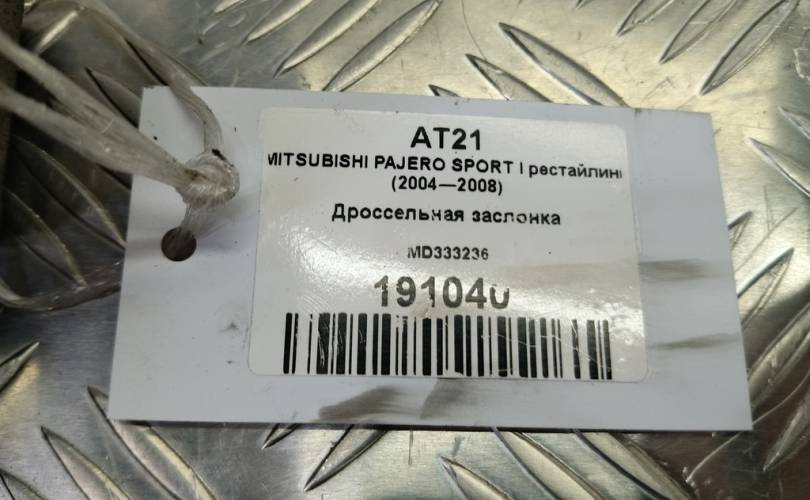 AT21
MITSUBISHI PAJERO SPORT I рестайлинг
(2004—2008)
Дроссельная заслонка
MD333236
191040